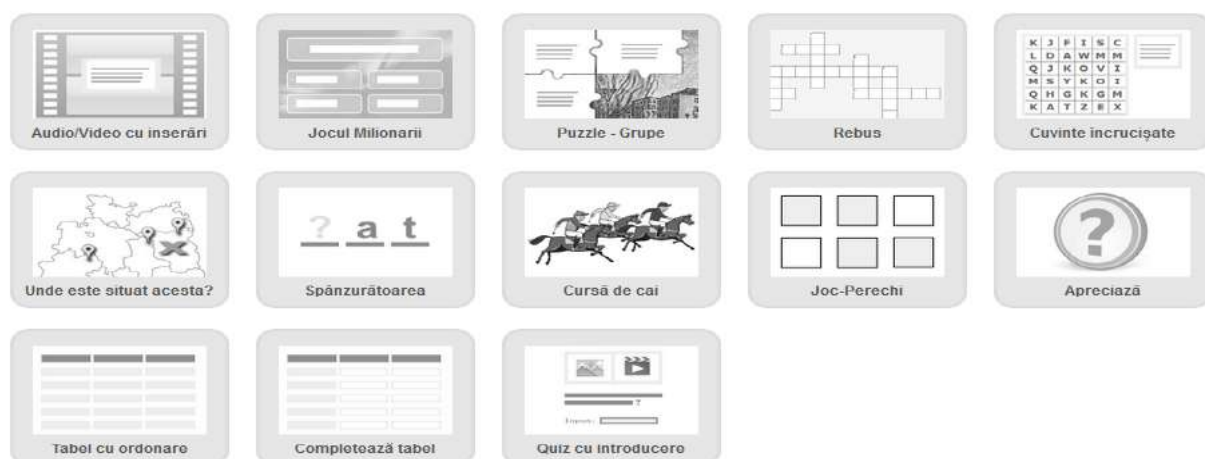 Audio/Video cu inserări
Jocul Milionarii
Puzzle - Grupe
Rebus
K J F I S C
L D A W M M
Q J K O V I
M S Y K O I
Q H G K G M
K A T Z E X
Cuvinte încrucișate
Unde este situat acesta?
? a t
Spânzurătoarea
Cursă de cai
Joc-Perechi
?
Apreciază
Tabel cu ordonare
Completează tabel
?
Quiz cu introducere